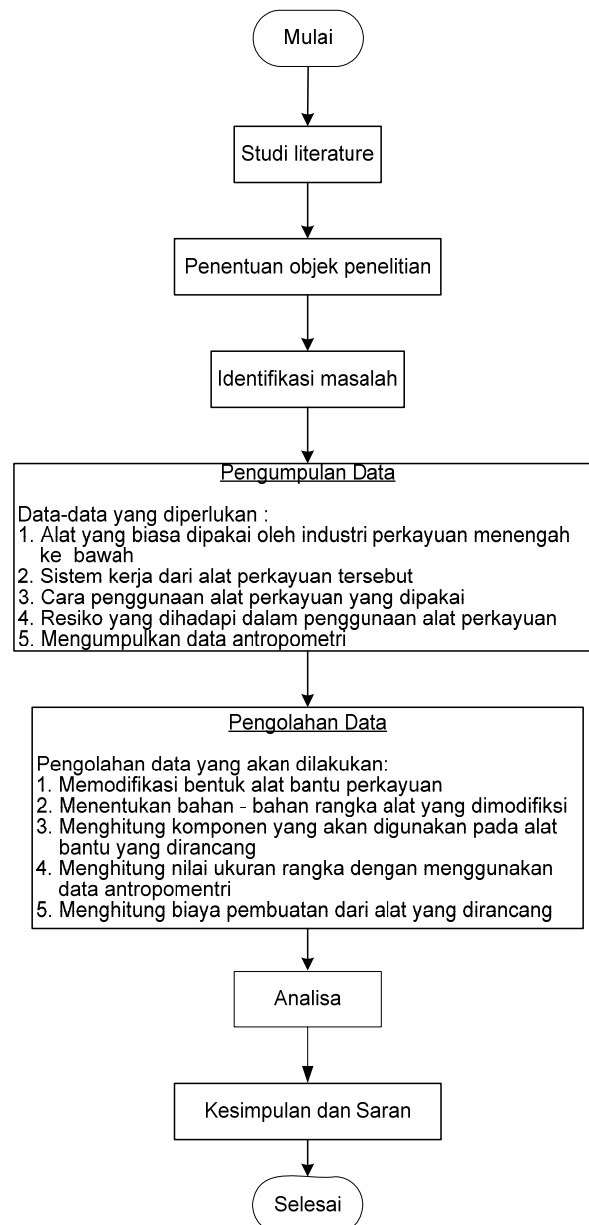 Mulai
Studi literature
Penentuan objek penelitian
Identifikasi masalah
Pengumpulan Data
Data-data yang diperlukan :
1. Alat yang biasa dipakai oleh industri perkayuan menengah
ke bawah
2. Sistem kerja dari alat perkayuan tersebut
3. Cara penggunaan alat perkayuan yang dipakai
4. Resiko yang dihadapi dalam penggunaan alat perkayuan
5. Mengumpulkan data antropometri
Pengolahan Data
Pengolahan data yang akan dilakukan:
1. Memodifikasi bentuk alat bantu perkayuan
2. Menentukan bahan - bahan rangka alat yang dimodifiksi
3. Menghitung komponen yang akan digunakan pada alat
bantu yang dirancang
4. Menghitung nilai ukuran rangka dengan menggunakan
data antropomentri
5. Menghitung biaya pembuatan dari alat yang dirancang
Analisa
Kesimpulan dan Saran
Selesai